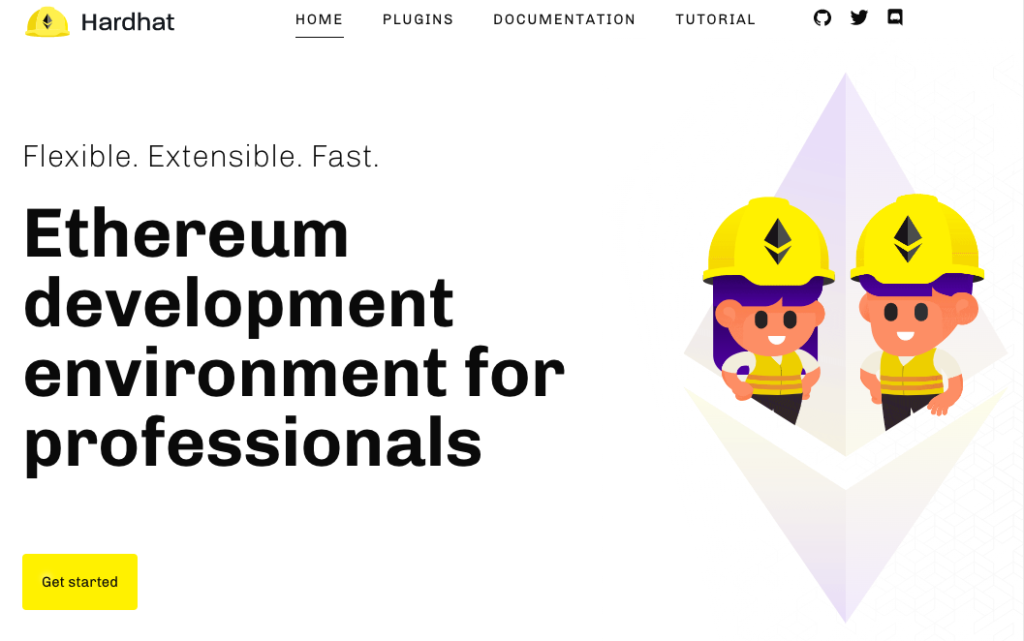 Hardhat
HOME PLUGINS DOCUMENTATION TUTORIAL
Flexible. Extensible. Fast.
Ethereum
development
environment for
professionals
Get started